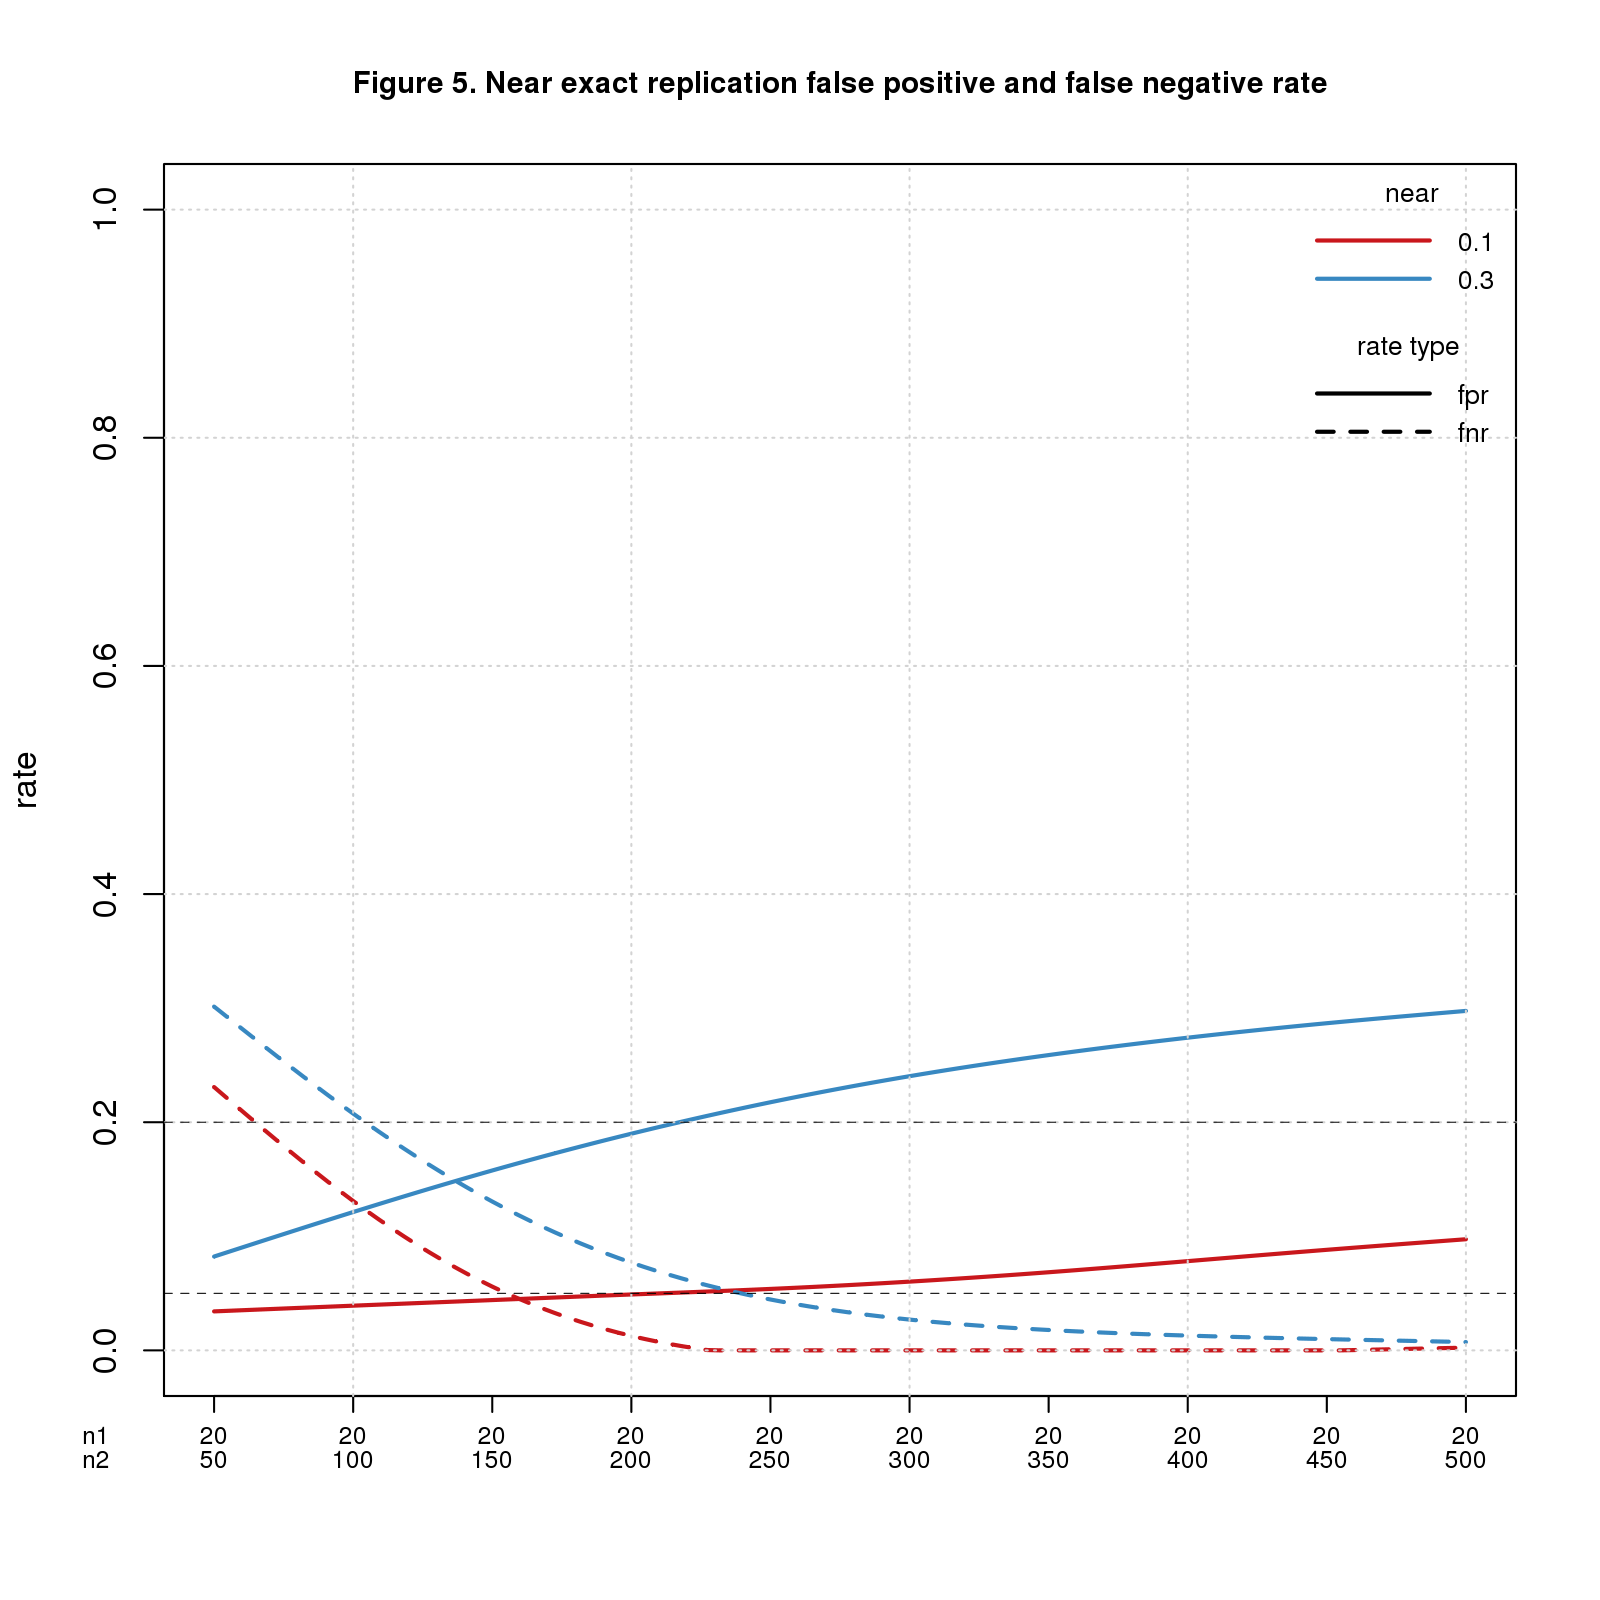 Figure 5. Near exact replication false positive and false negative rate
near
0.1
0.3
rate type
fpr
fnr
1.0
0.8
0.6
0.4
0.2
0.0
rate
n1 20 20 20 20 20 20 20 20 20 20
n2 50 100 150 200 250 300 350 400 450 500